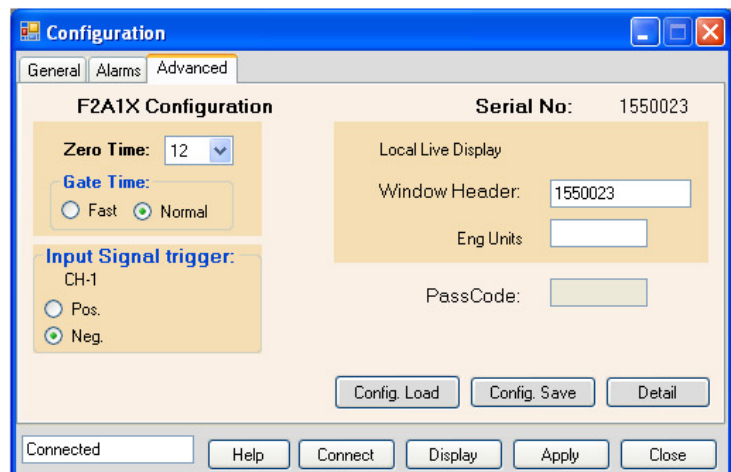 Configuration
General Alarms Advanced
F2A1X Configuration
Serial No: 1550023
Zero Time: 12
Gate Time:
Fast Normal
Local Live Display
Window Header: 1550023
Eng Units
Input Signal trigger:
CH-1
Pos.
Neg.
PassCode:
Config. Load Config. Save Detail
Connected Help Connect Display Apply Close